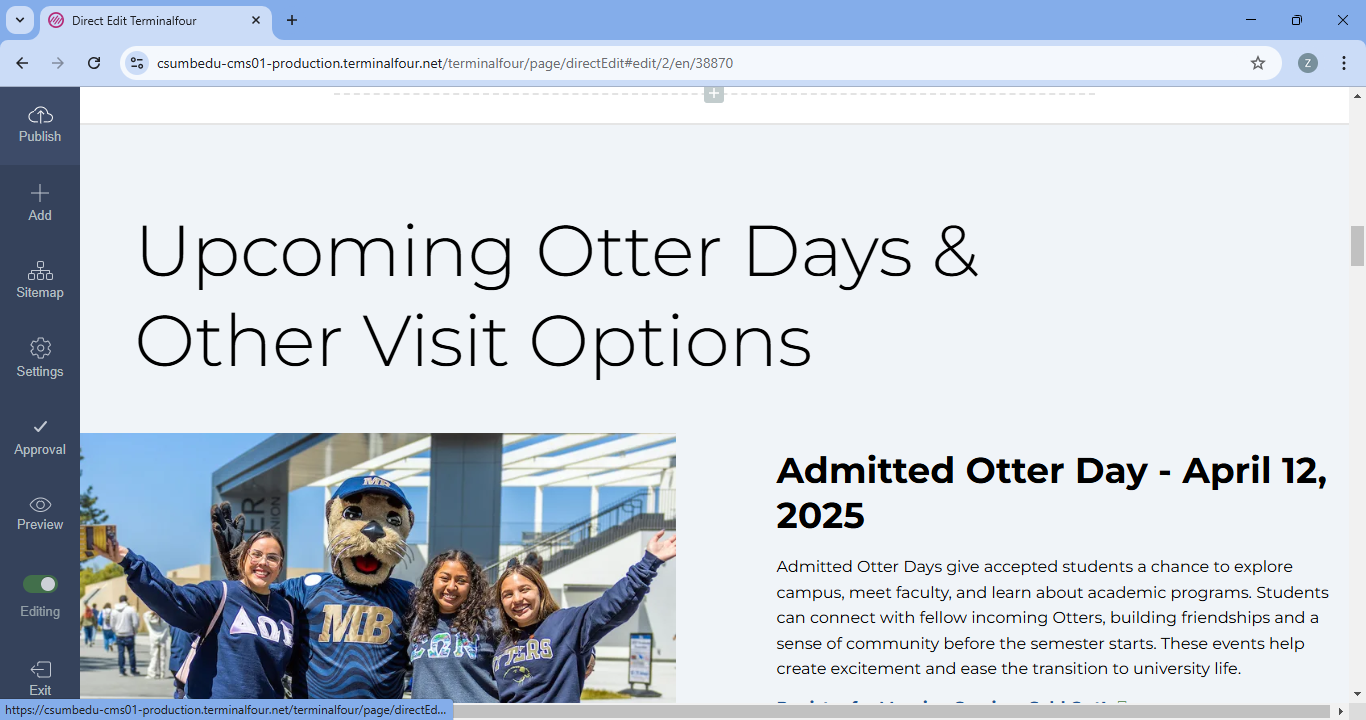 Direct Edit Terminalfour
csumbedu-cms01-production.terminalfour.net/terminalfour/page/directEdit#edit/2/en/38870
Z
Publish
Add
Sitemap
Settings
Approval
Preview
Editing
Exit
Upcoming Otter Days &
Other Visit Options
MB
MB
ΔΟΠ
OTTERS
Admitted Otter Day - April 12,
2025
Admitted Otter Days give accepted students a chance to explore
campus, meet faculty, and learn about academic programs. Students
can connect with fellow incoming Otters, building friendships and a
sense of community before the semester starts. These events help
create excitement and ease the transition to university life.
https://csumbedu-cms01-production.terminalfour.net/terminalfour/page/directEd...